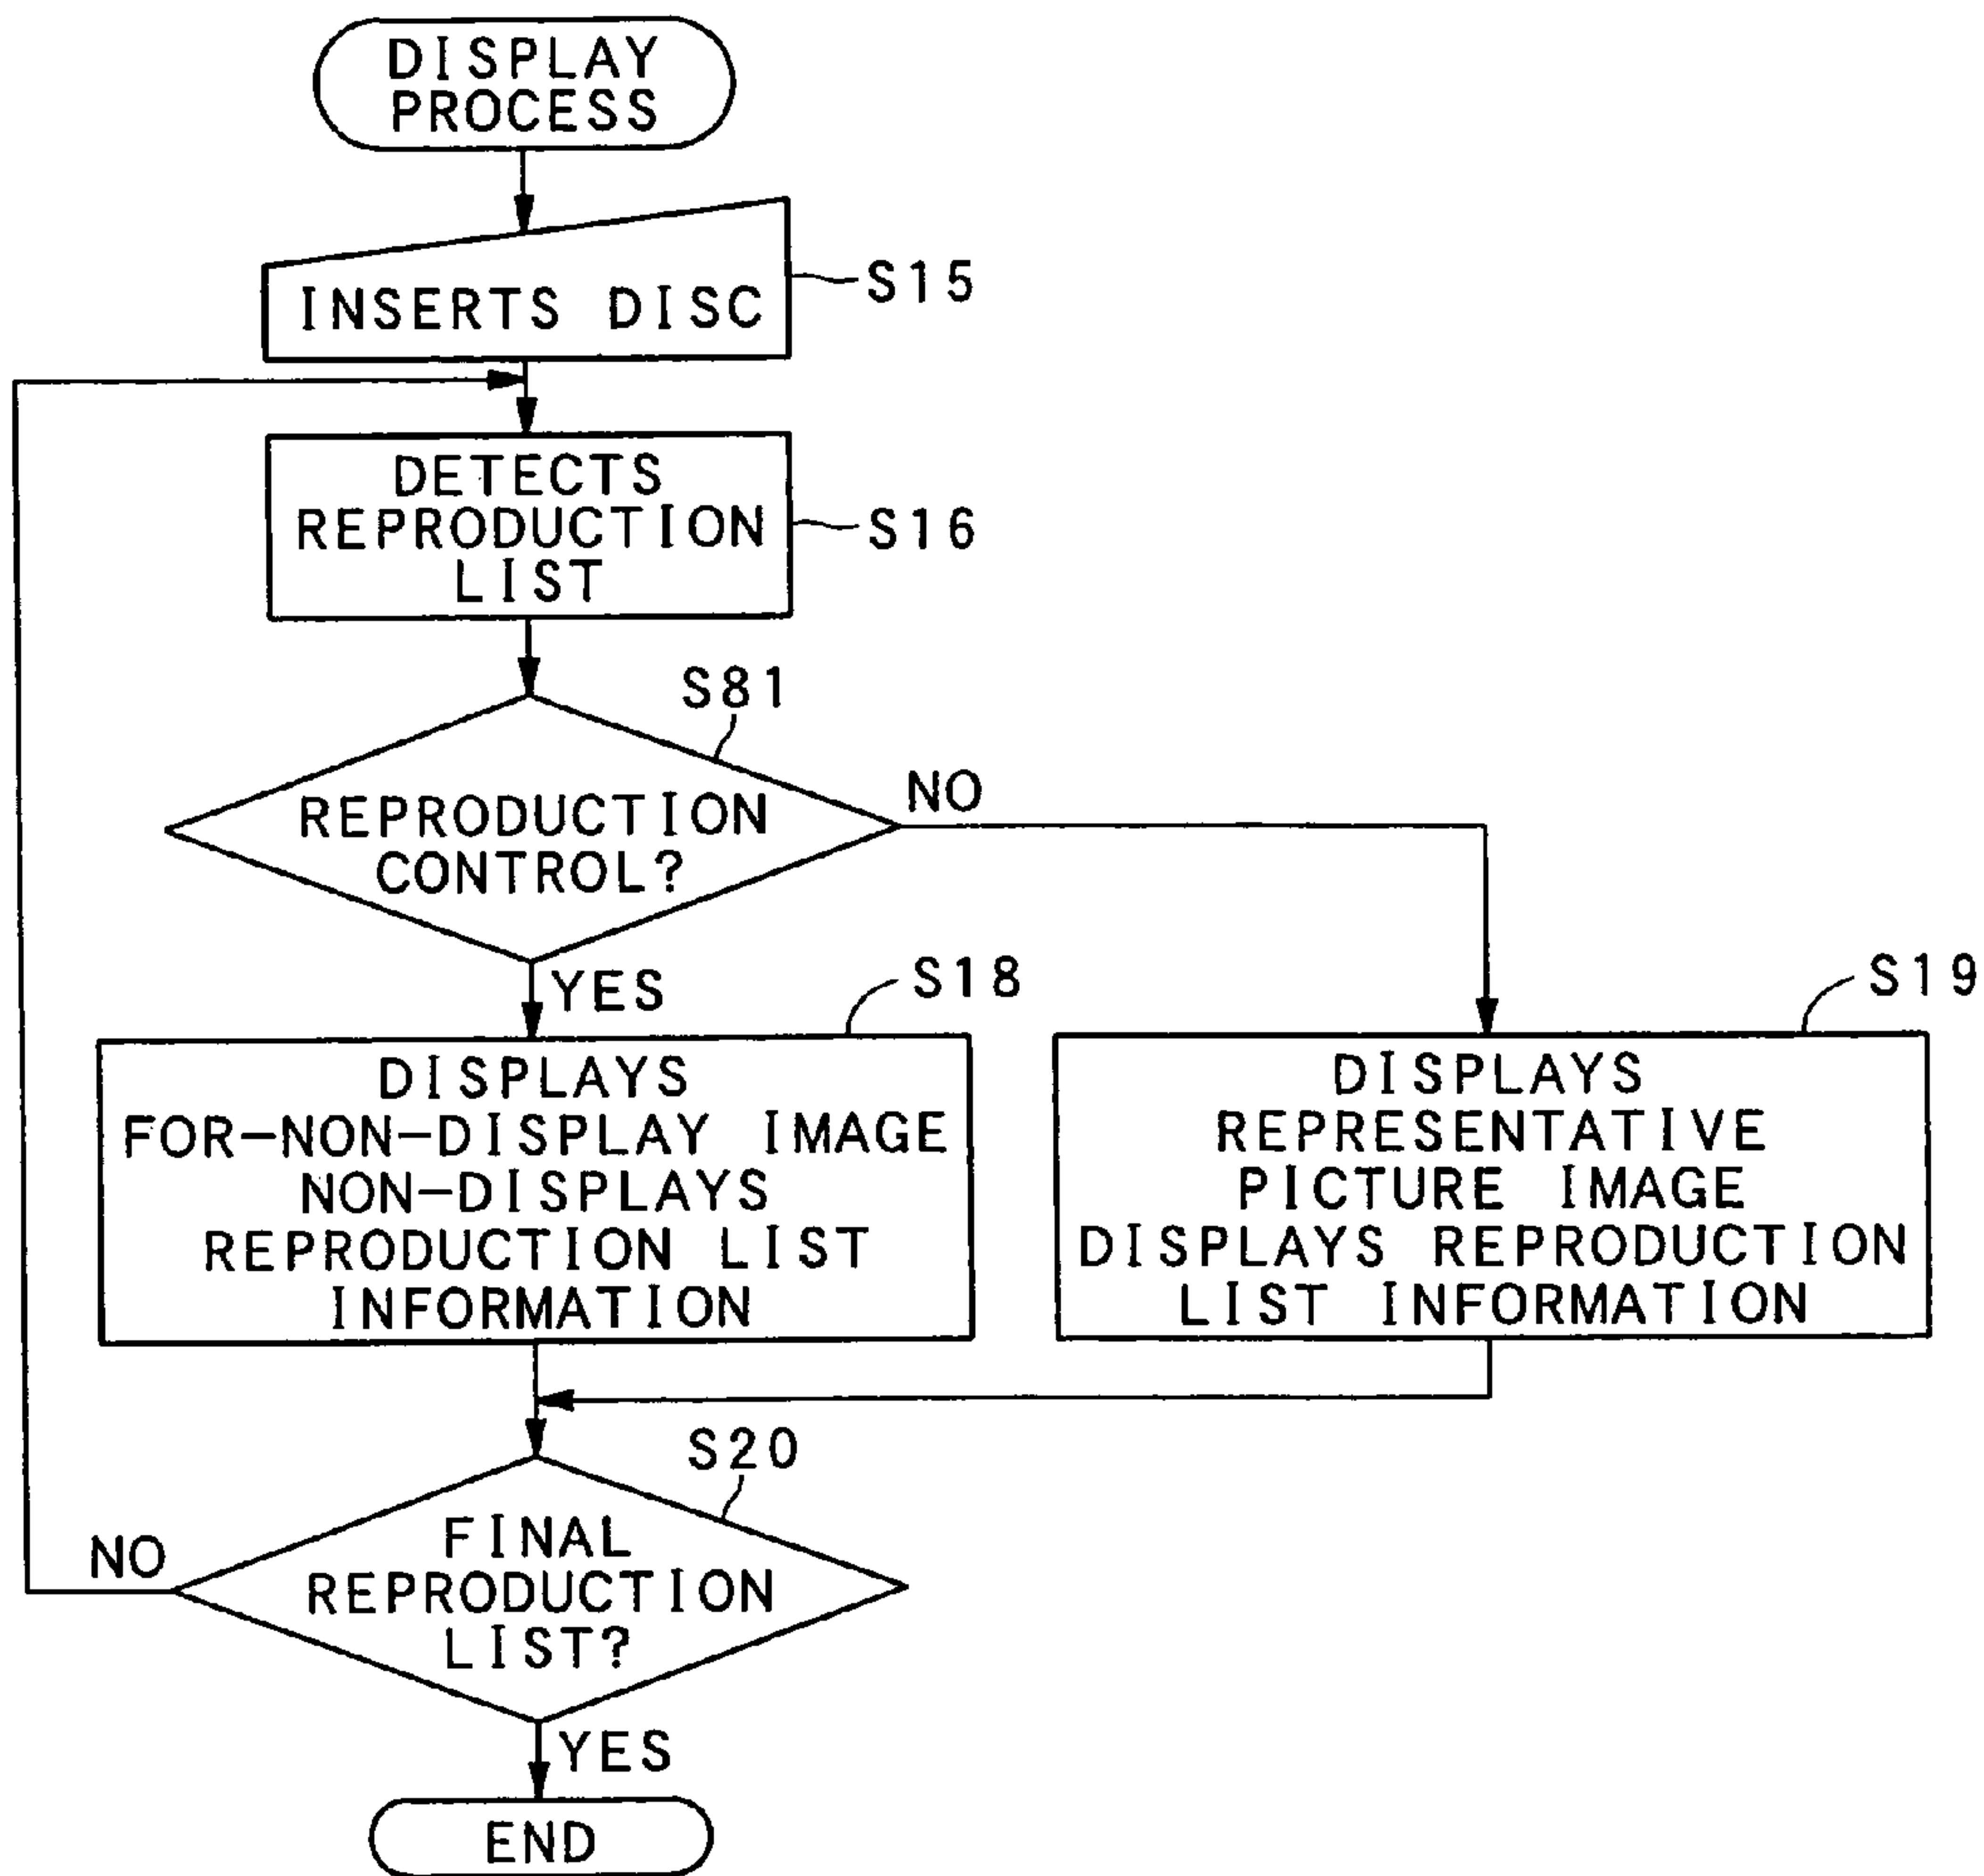 DISPLAY
PROCESS
INSERTS DISC
S15
DETECTS
REPRODUCTION
LIST
S16
S81
REPRODUCTION
CONTROL?
NO
YES
S18
DISPLAYS
FOR-NON-DISPLAY IMAGE
NON-DISPLAYS
REPRODUCTION LIST
INFORMATION
S19
DISPLAYS
REPRESENTATIVE
PICTURE IMAGE
DISPLAYS REPRODUCTION
LIST INFORMATION
S20
FINAL
REPRODUCTION
LIST?
NO
YES
END